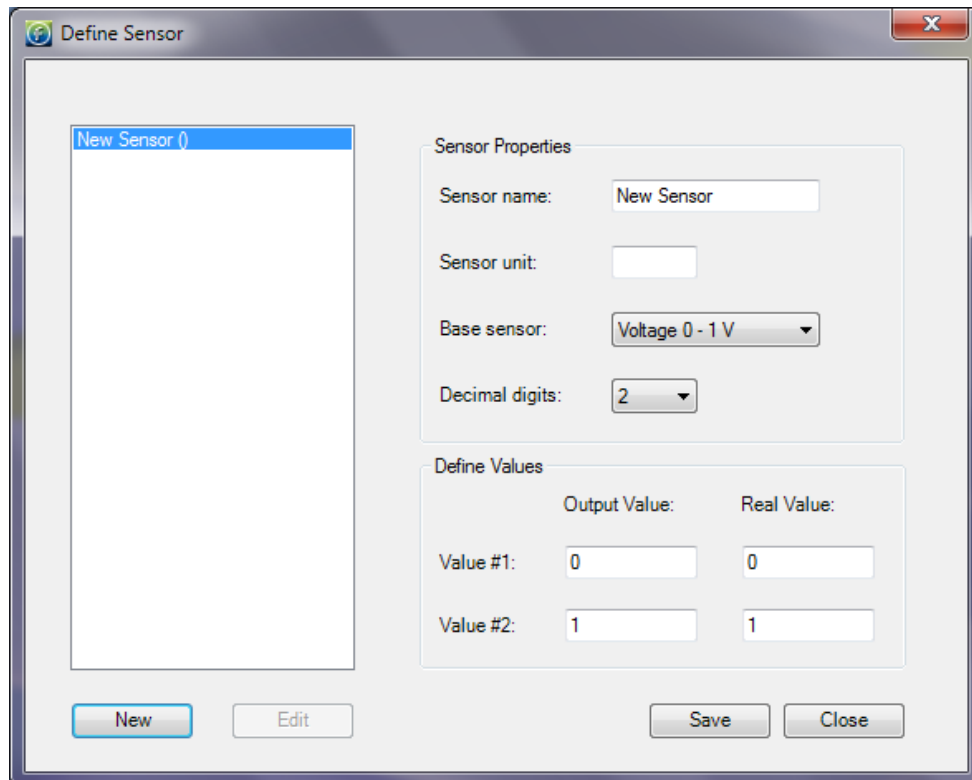 Define Sensor
New Sensor ()
Sensor Properties
Sensor name: New Sensor
Sensor unit:
Base sensor: Voltage 0 - 1 V
Decimal digits: 2
Define Values
Output Value: Real Value:
Value #1: 0 0
Value #2: 1 1
New Edit Save Close